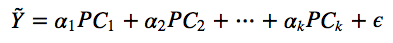 Ỹ = α₁PC₁ + α₂PC₂ + ⋯ + αₖPCₖ + ϵ